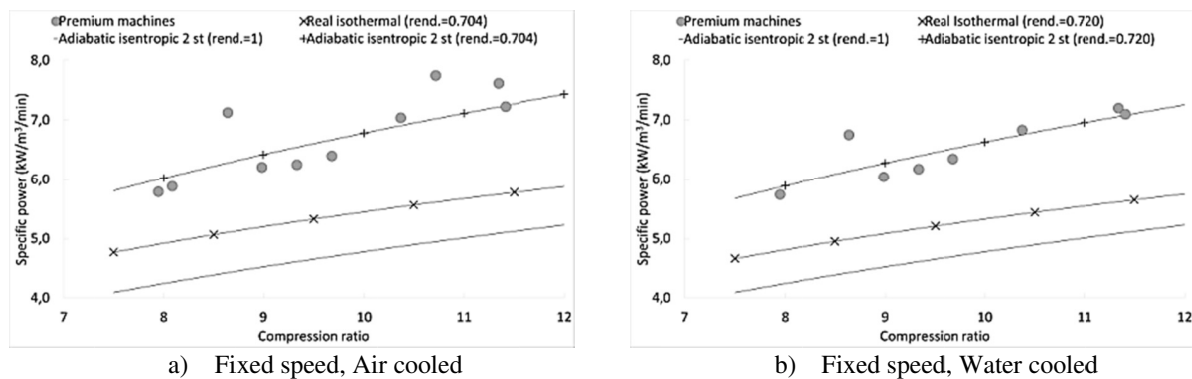 Premium machines
Real isothermal (rend.=0.704)
Adiabatic isentropic 2 st (rend.=1)
Adiabatic isentropic 2 st (rend.=0.704)
8,0
7,0
6,0
5,0
4,0
Specific power (kW/m³/min)
7 8 9 10 11 12
Compression ratio
a) Fixed speed, Air cooled
Premium machines
Real Isothermal (rend.=0.720)
Adiabatic isentropic 2 st (rend.=1)
Adiabatic isentropic 2 st (rend.=0.720)
8,0
7,0
6,0
5,0
4,0
Specific power (kW/m³/min)
7 8 9 10 11 12
Compression ratio
b) Fixed speed, Water cooled